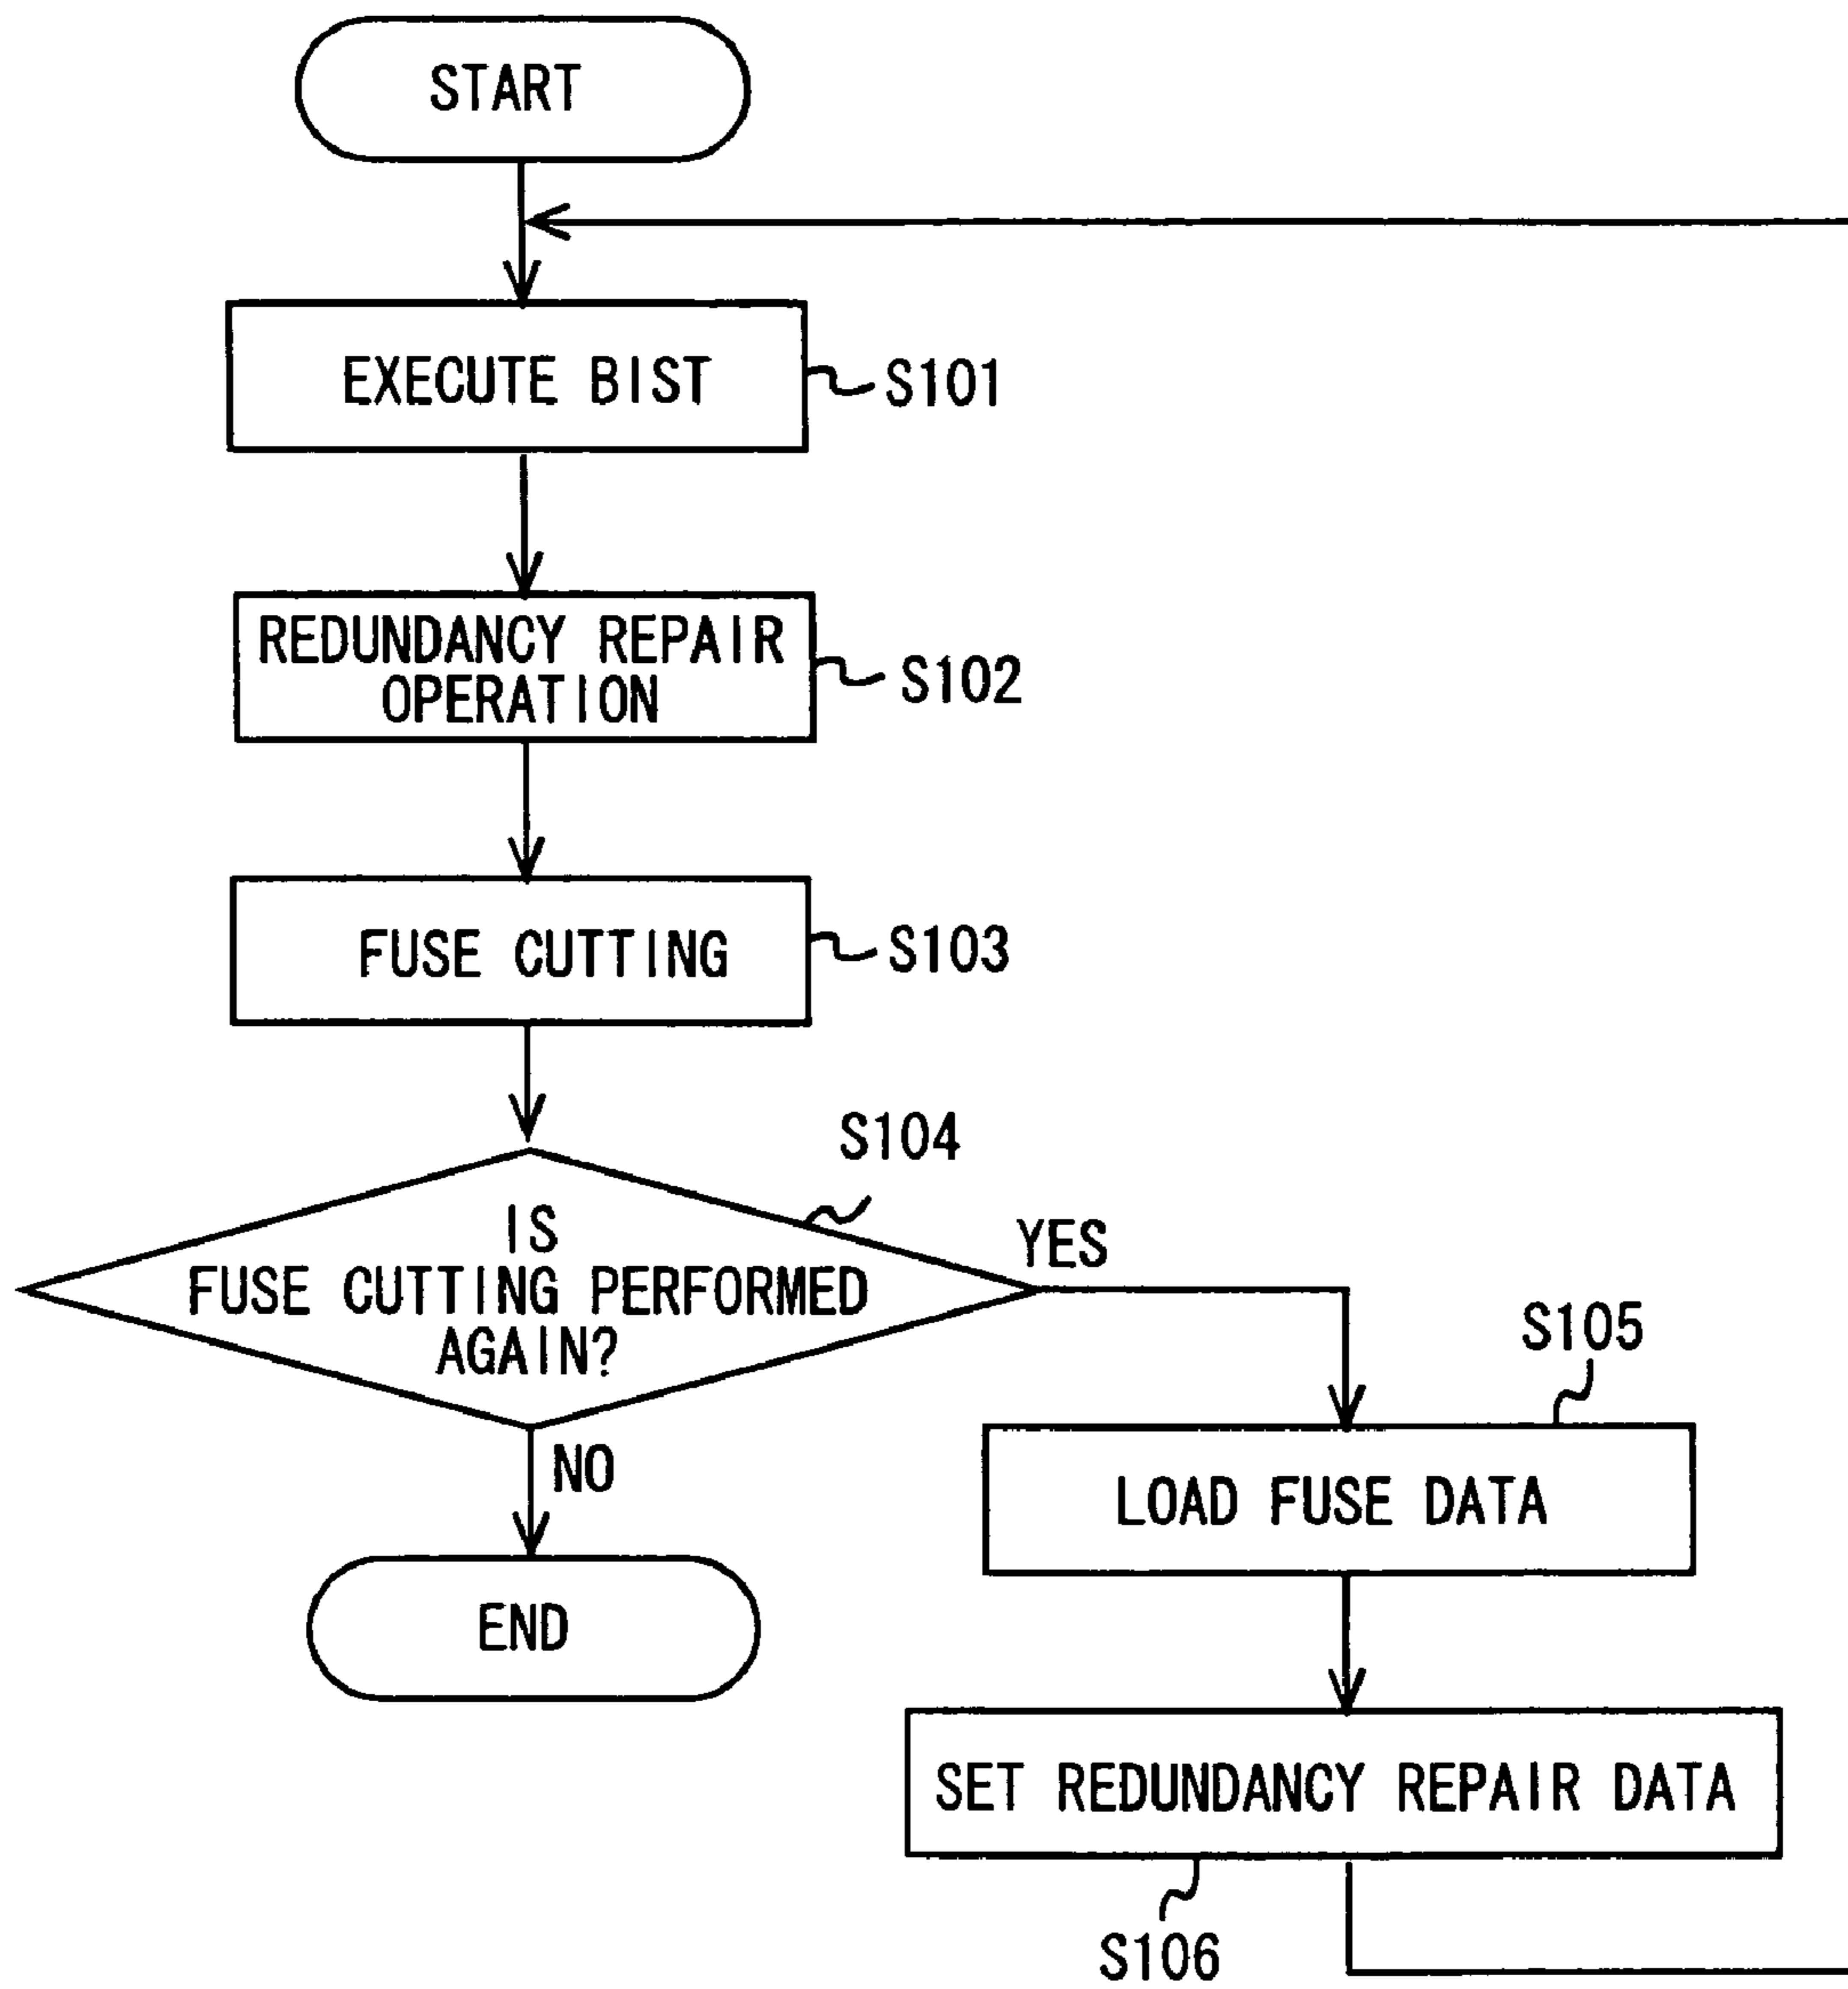 START
EXECUTE BIST
S101
REDUNDANCY REPAIR
OPERATION
S102
FUSE CUTTING
S103
S104
IS
FUSE CUTTING PERFORMED
AGAIN?
YES
NO
END
S105
LOAD FUSE DATA
SET REDUNDANCY REPAIR DATA
S106